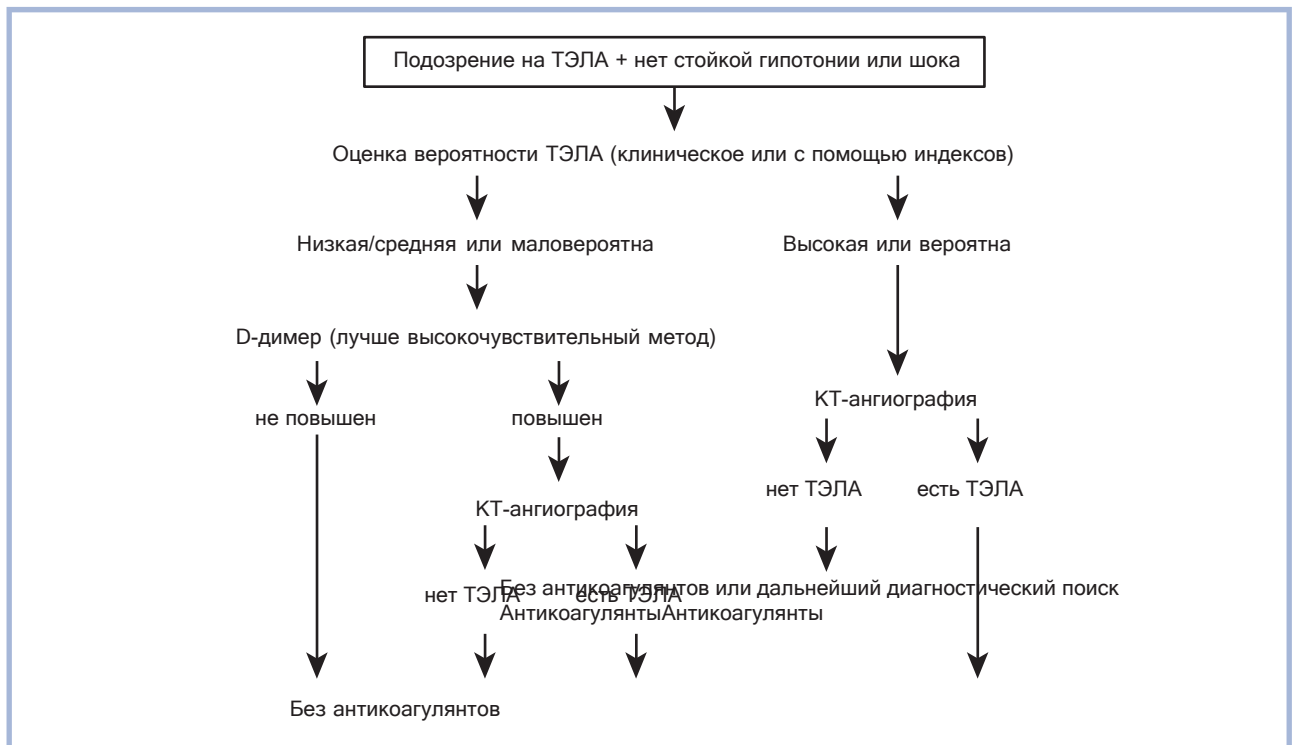 Подозрение на ТЭЛА + нет стойкой гипотонии или шока
Оценка вероятности ТЭЛА (клиническое или с помощью индексов)
Низкая/средняя или маловероятна
Высокая или вероятна
D-димер (лучше высокочувствительный метод)
КТ-ангиография
не повышен
повышен
нет ТЭЛА
есть ТЭЛА
КТ-ангиография
нет ТЭЛА
есть ТЭЛА
Без антикоагулянтов или дальнейший диагностический поиск
АнтикоагулянтыАнтикоагулянты
Без антикоагулянтов